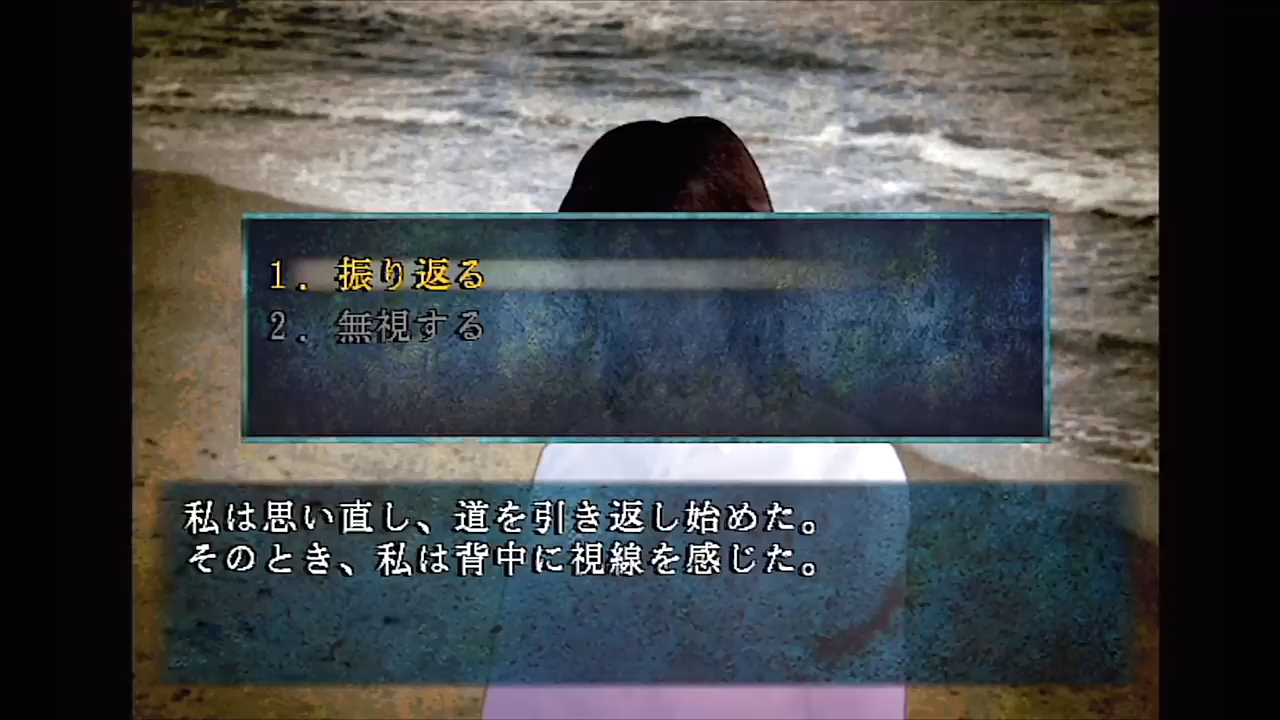 1. 振り返る
2. 無視する
私は思い直し、道を引き返し始めた。
そのとき、私は背中に視線を感じた。